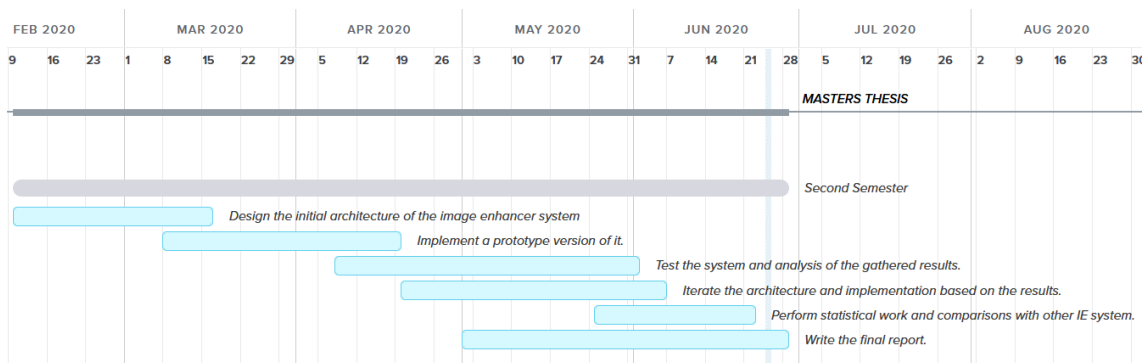 FEB 2020 MAR 2020 APR 2020 MAY 2020 JUN 2020 JUL 2020 AUG 2020
9 16 23 1 8 15 22 29 5 12 19 26 3 10 17 24 31 7 14 21 28 5 12 19 26 2 9 16 23 30
MASTERS THESIS
Second Semester
Design the initial architecture of the image enhancer system
Implement a prototype version of it.
Test the system and analysis of the gathered results.
Iterate the architecture and implementation based on the results.
Perform statistical work and comparisons with other IE system.
Write the final report.